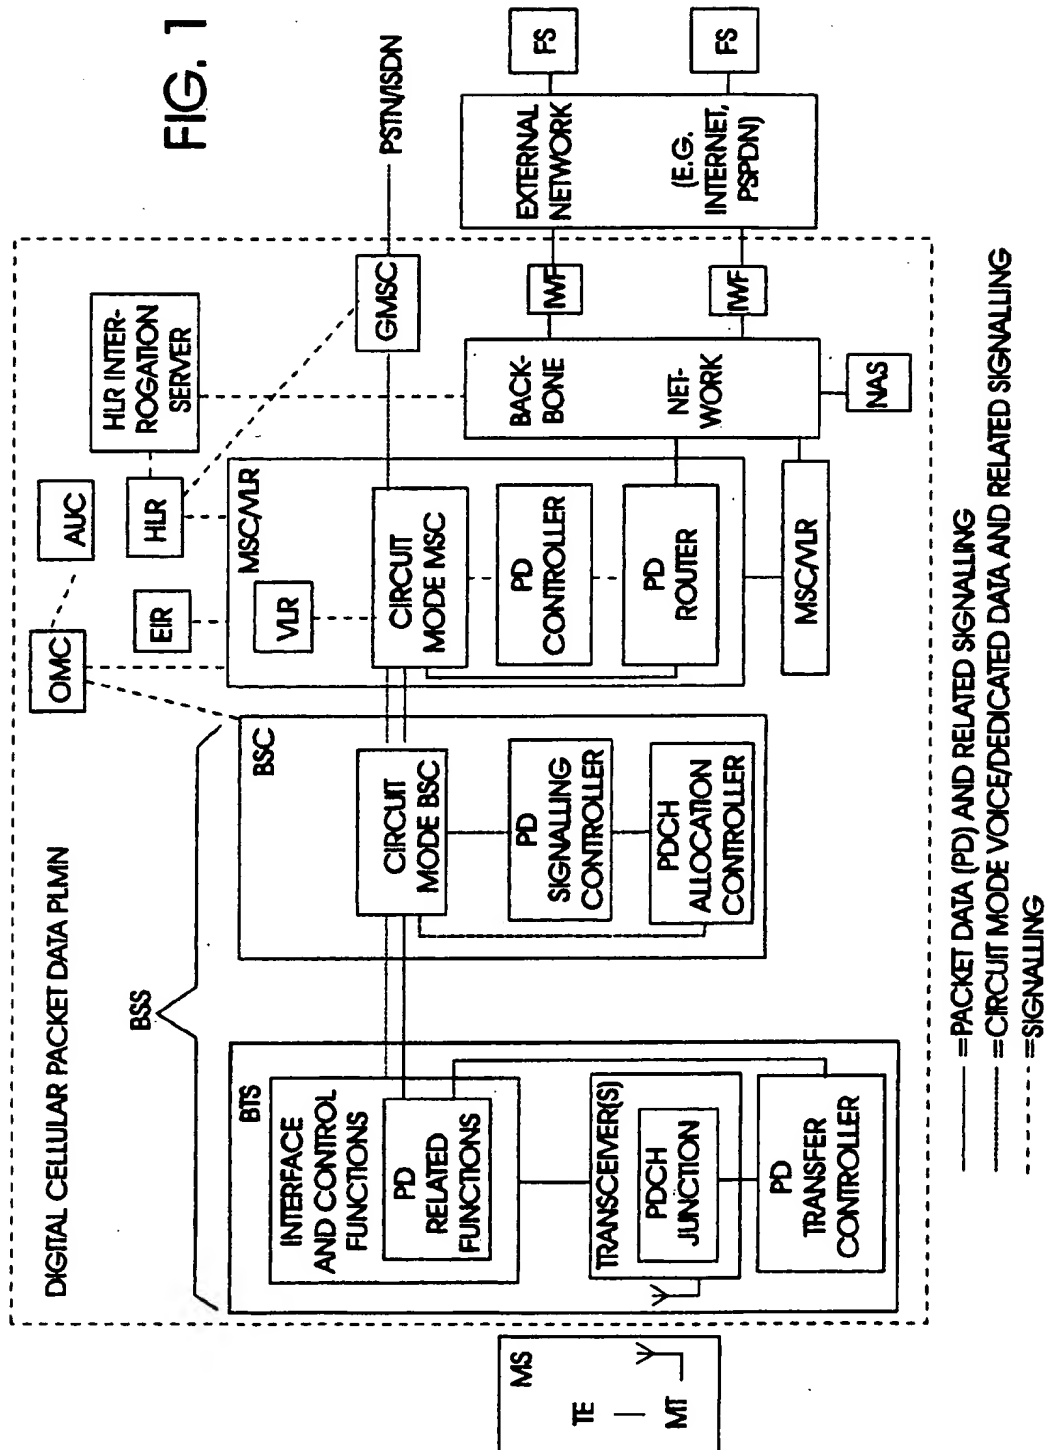 FIG. 1
DIGITAL CELLULAR PACKET DATA PLMN
BSS
MS
TE
MT
BTS
INTERFACE
AND CONTROL
FUNCTIONS
PD
RELATED
FUNCTIONS
TRANSCEIVER(S)
PDCH
JUNCTION
PD
TRANSFER
CONTROLLER
BSC
CIRCUIT
MODE BSC
PD
SIGNALLING
CONTROLLER
PDCH
ALLOCATION
CONTROLLER
OMC
AUC
EIR
HLR
HLR INTER-
ROGATION
SERVER
MSC/VLR
VLR
CIRCUIT
MODE MSC
PD
CONTROLLER
PD
ROUTER
MSC/VLR
GMSC
PSTN/ISDN
BACK-
BONE
NET-
WORK
NAS
IWF
IWF
EXTERNAL
NETWORK
(E.G.
INTERNET,
PSPDN)
FS
FS
=PACKET DATA (PD) AND RELATED SIGNALLING
=CIRCUIT MODE VOICE/DEDICATED DATA AND RELATED SIGNALLING
=SIGNALLING